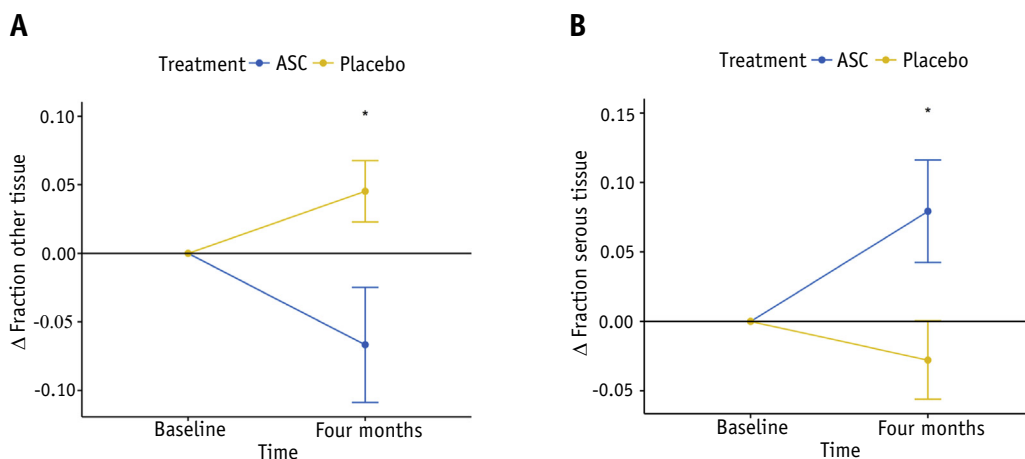 A
Treatment ASC Placebo
Δ Fraction other tissue
0.10
0.05
0.00
-0.05
-0.10
*
Baseline
Four months
Time
B
Treatment ASC Placebo
Δ Fraction serous tissue
0.15
0.10
0.05
0.00
-0.05
*
Baseline
Four months
Time